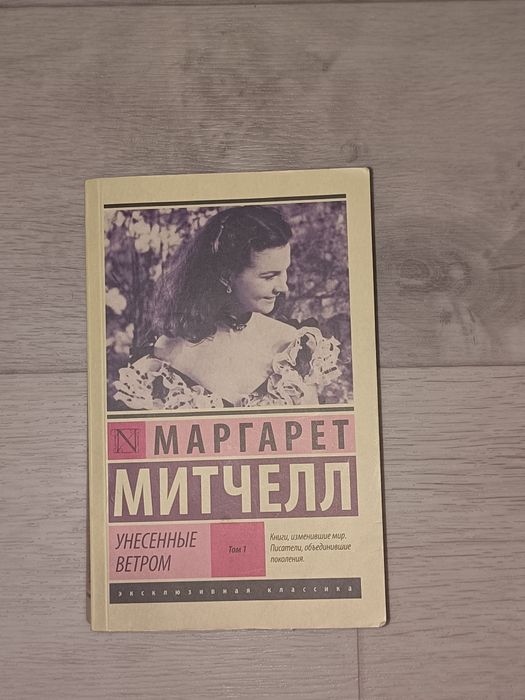 N МАРГАРЕТ
МИТЧЕЛЛ
УНЕСЕННЫЕ
ВЕТРОМ
Том 1
Книги, изменившие мир.
Писатели, объединившие
поколения.
эксклюзивная классика